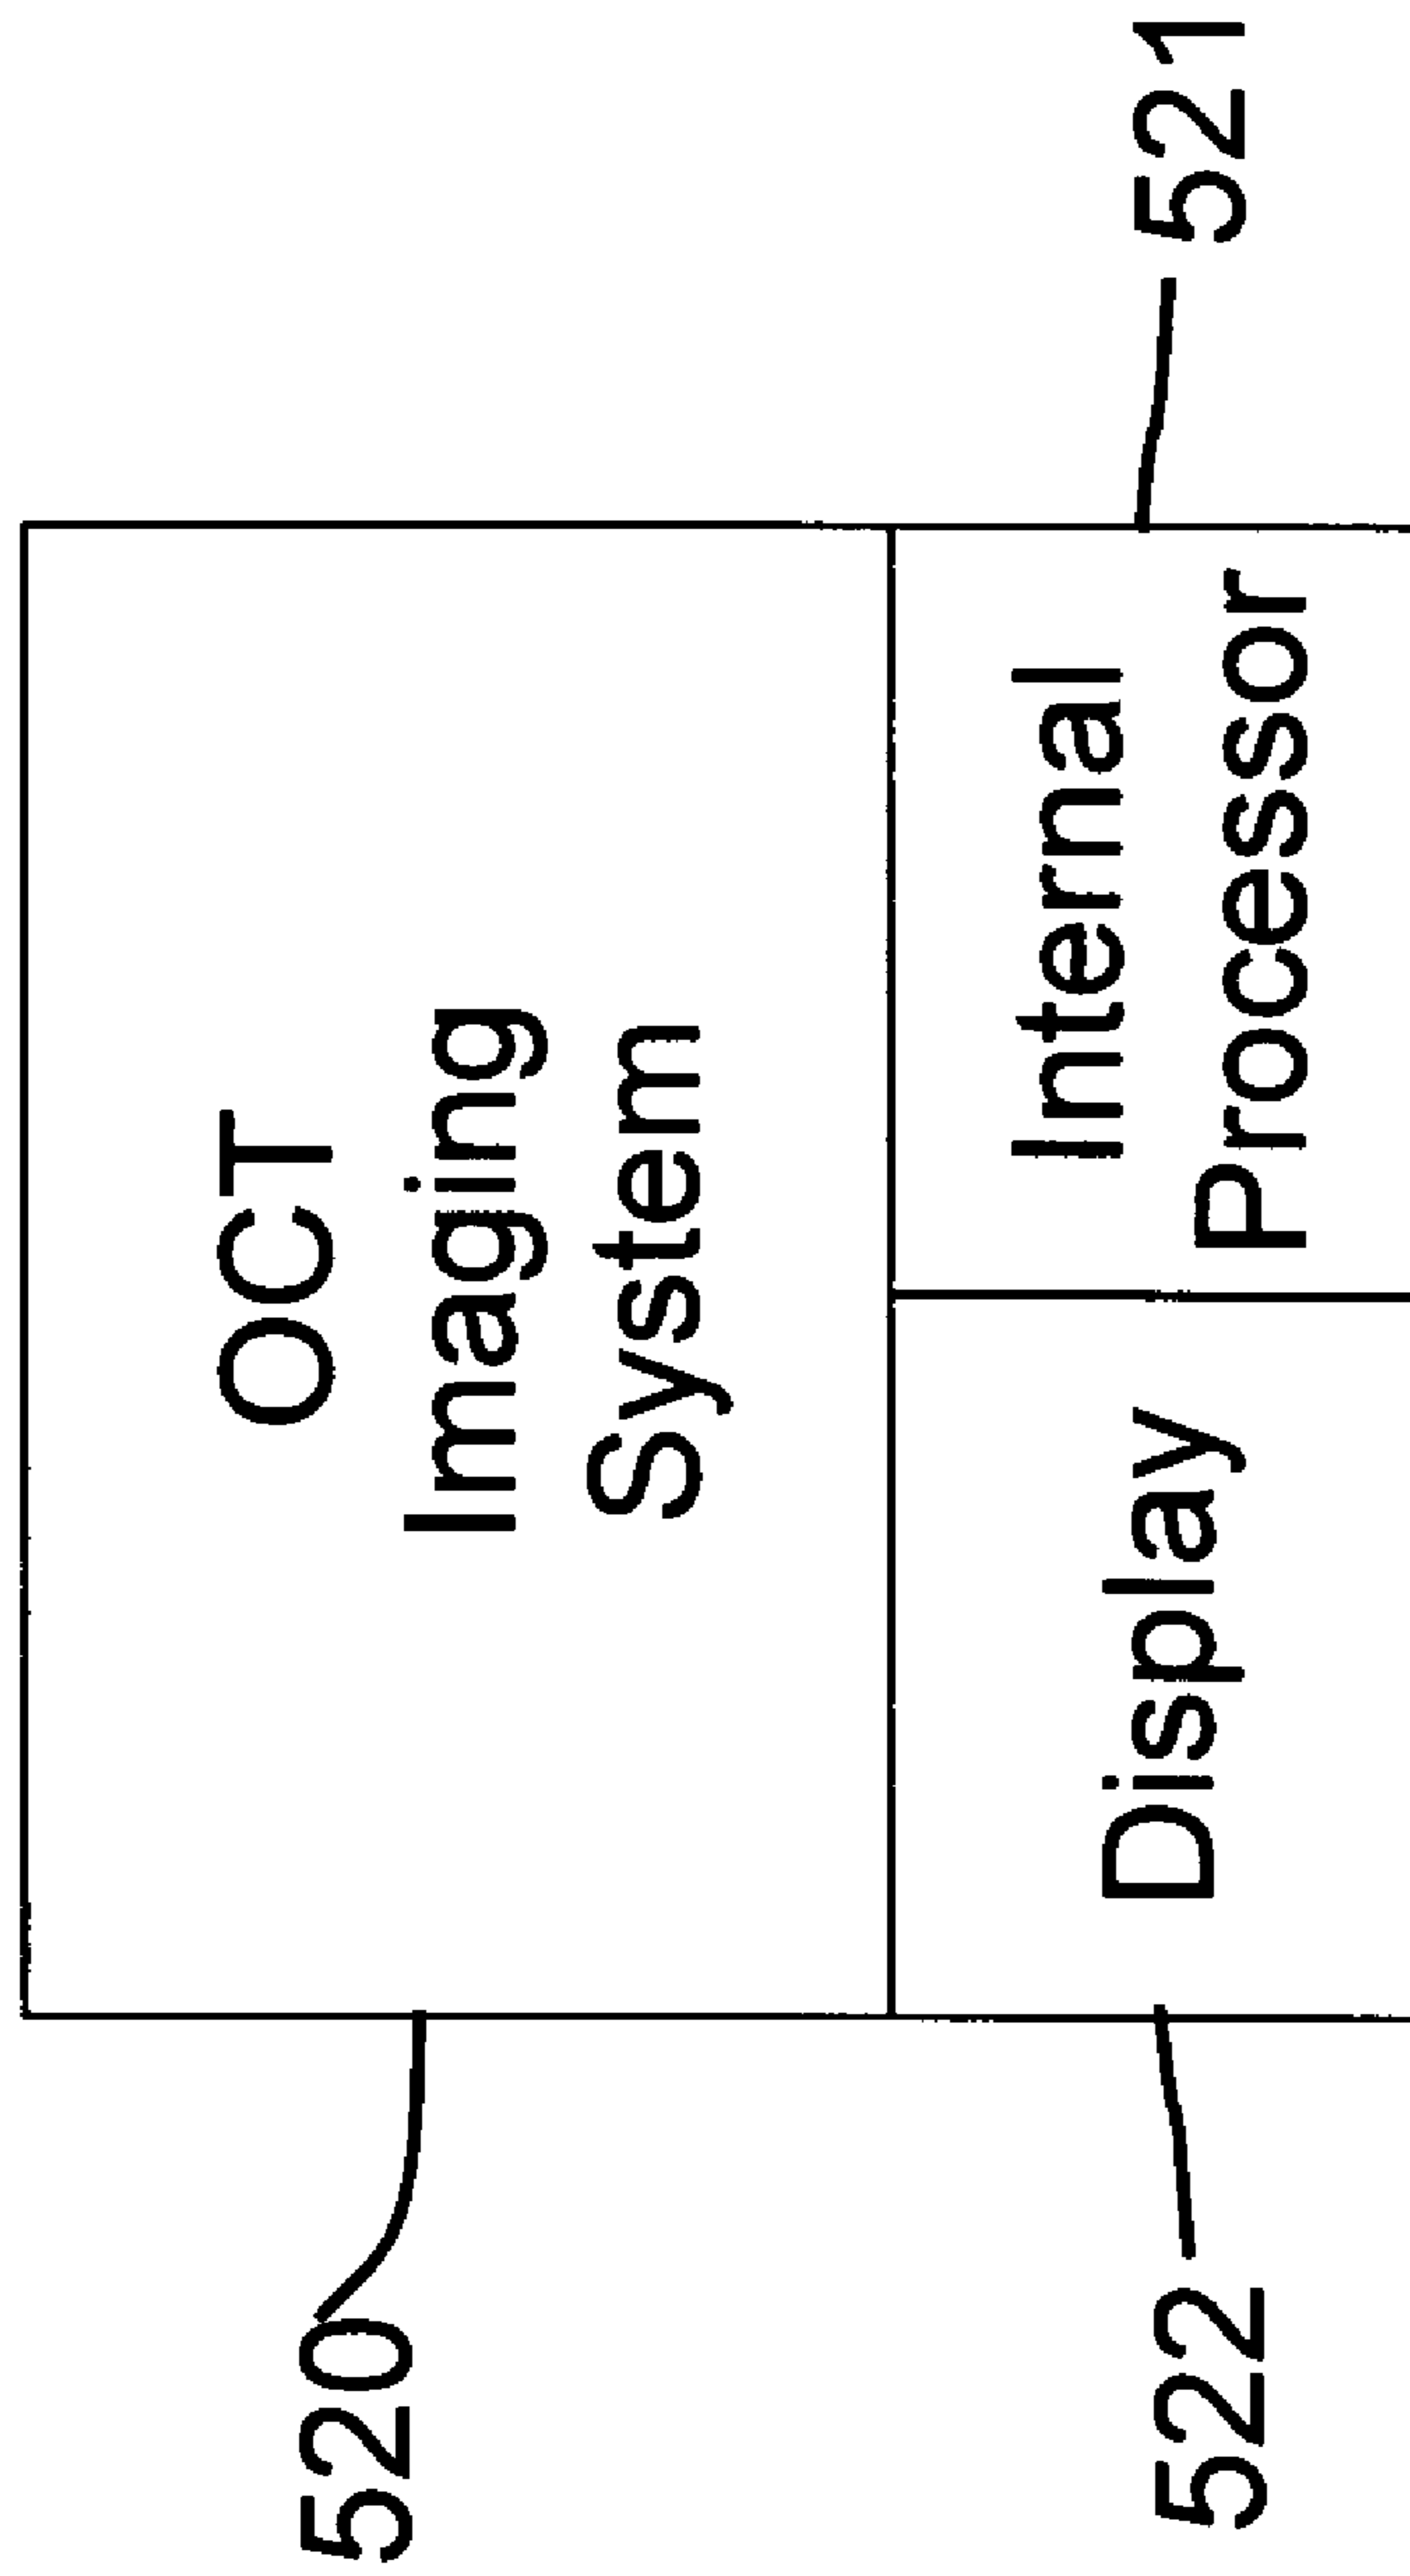 520
OCT
Imaging
System
522
Display
Internal
Processor
521